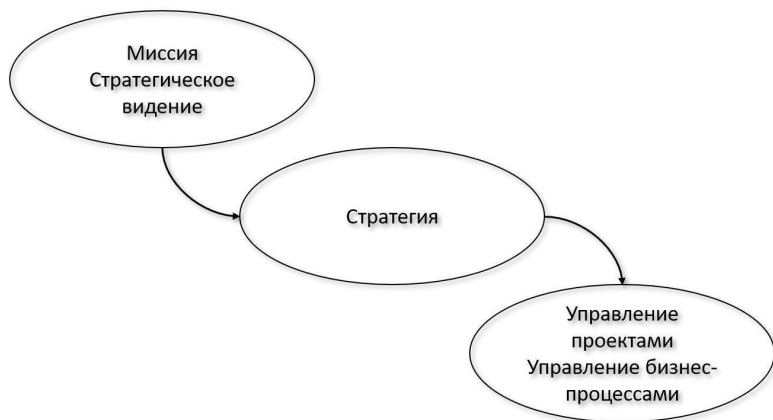 Миссия
Стратегическое
видение
Стратегия
Управление
проектами
Управление бизнес-
процессами